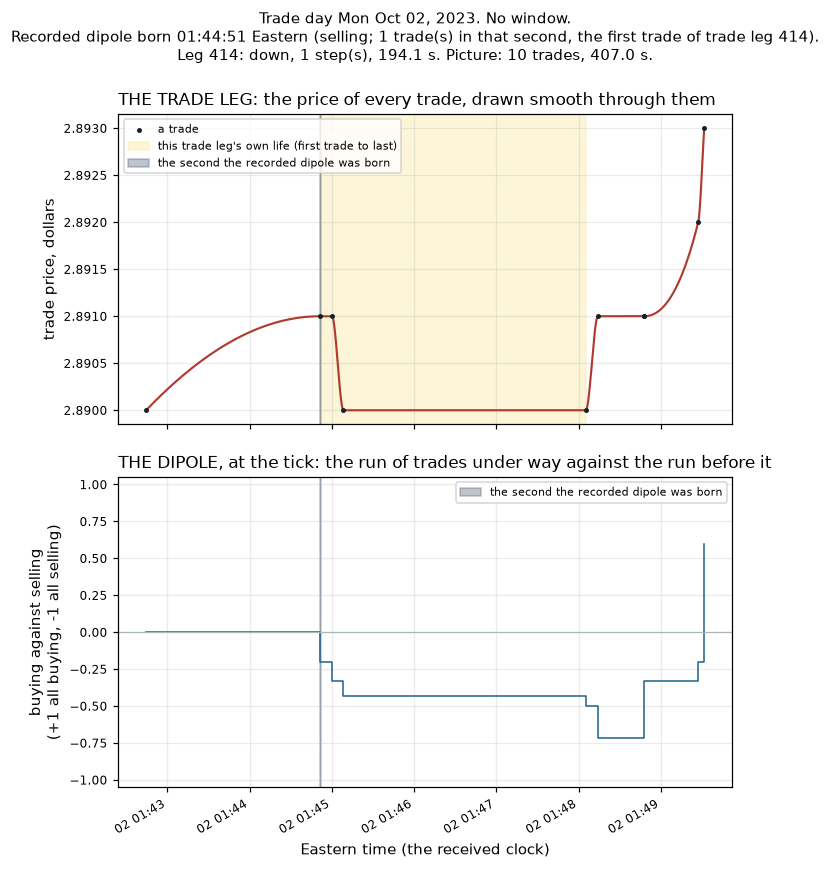 Trade day Mon Oct 02, 2023. No window.
Recorded dipole born 01:44:51 Eastern (selling; 1 trade(s) in that second, the first trade of trade leg 414).
Leg 414: down, 1 step(s), 194.1 s. Picture: 10 trades, 407.0 s.
THE TRADE LEG: the price of every trade, drawn smooth through them
a trade
this trade leg's own life (first trade to last)
the second the recorded dipole was born
trade price, dollars
2.8930
2.8925
2.8920
2.8915
2.8910
2.8905
2.8900
THE DIPOLE, at the tick: the run of trades under way against the run before it
the second the recorded dipole was born
buying against selling
(+1 all buying, -1 all selling)
1.00
0.75
0.50
0.25
0.00
−0.25
−0.50
−0.75
−1.00
02 01:43
02 01:44
02 01:45
02 01:46
02 01:47
02 01:48
02 01:49
Eastern time (the received clock)